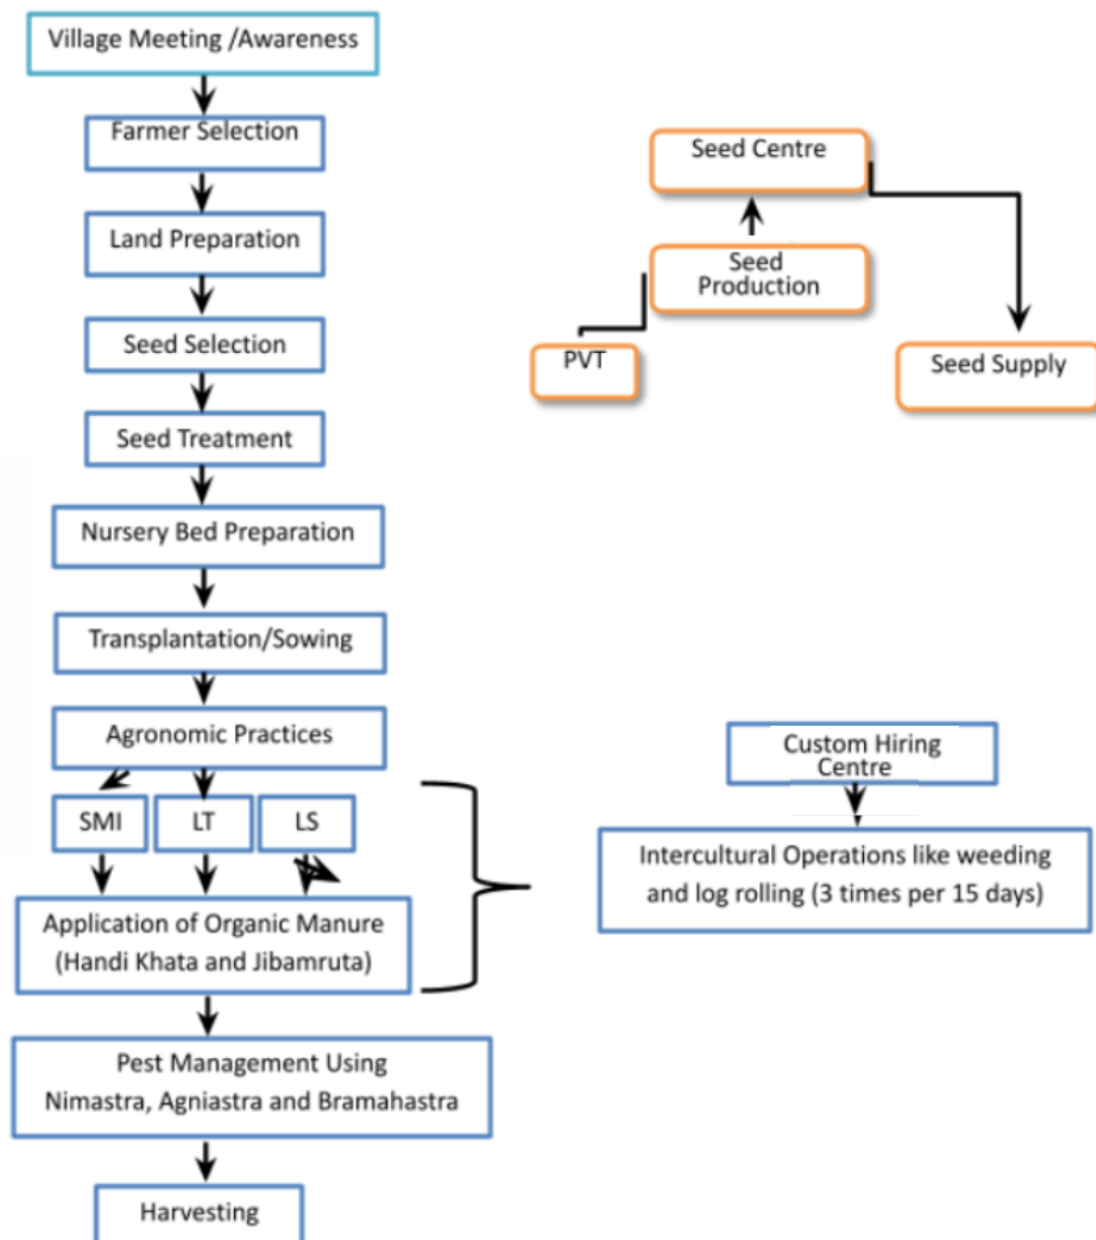 Village Meeting /Awareness
Farmer Selection
Land Preparation
Seed Selection
Seed Treatment
Nursery Bed Preparation
Transplantation/Sowing
Agronomic Practices
SMI
LT
LS
Application of Organic Manure
(Handi Khata and Jibamruta)
Pest Management Using
Nimastra, Agniastra and Bramahastra
Harvesting
Seed Centre
Seed
Production
PVT
Seed Supply
Custom Hiring
Centre
Intercultural Operations like weeding
and log rolling (3 times per 15 days)